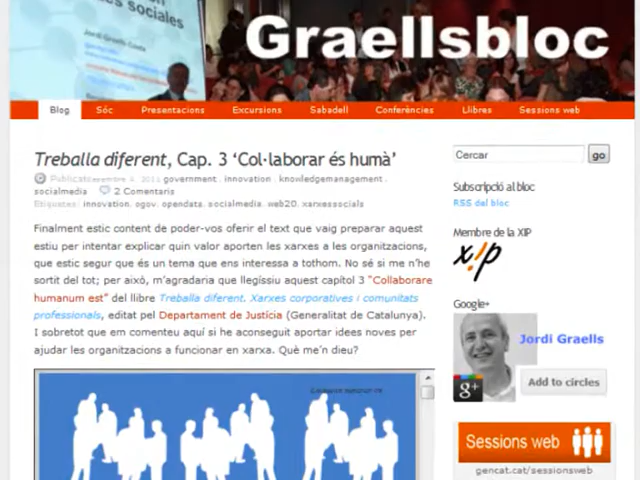 socials
Jordi Graells Costa
Graellsbloc
Blog Sóc Presentacions Excursions Sabadell Conferències Llibres Sessions web
Treballa diferent, Cap. 3 ‘Col·laborar és humà’
government, innovation, knowledgemanagement,
socialmedia 2 Comentaris
Etiquetes: innovation, ogov, opendata, socialmedia, web20, xarxessocials
Finalment estic content de poder-vos oferir el text que vaig preparar aquest
estiu per intentar explicar quin valor aporten les xarxes a les organitzacions,
que estic segur que és un tema que ens interessa a tothom. No sé si me n’he
sortit del tot; per això, m’agradaria que llegíssiu aquest capítol 3 “Collaborare
humanum est” del llibre Treballa diferent. Xarxes corporatives i comunitats
professionals, editat pel Departament de Justícia (Generalitat de Catalunya).
I sobretot que em comenteu aquí si he aconseguit aportar idees noves per
ajudar les organitzacions a funcionar en xarxa. Què me’n dieu?
Cercar go
Subscripció al bloc
RSS del bloc
Membre de la XIP
x!p
Google+
Jordi Graells
g+
Add to circles
Sessions web
gencat.cat/sessionsweb